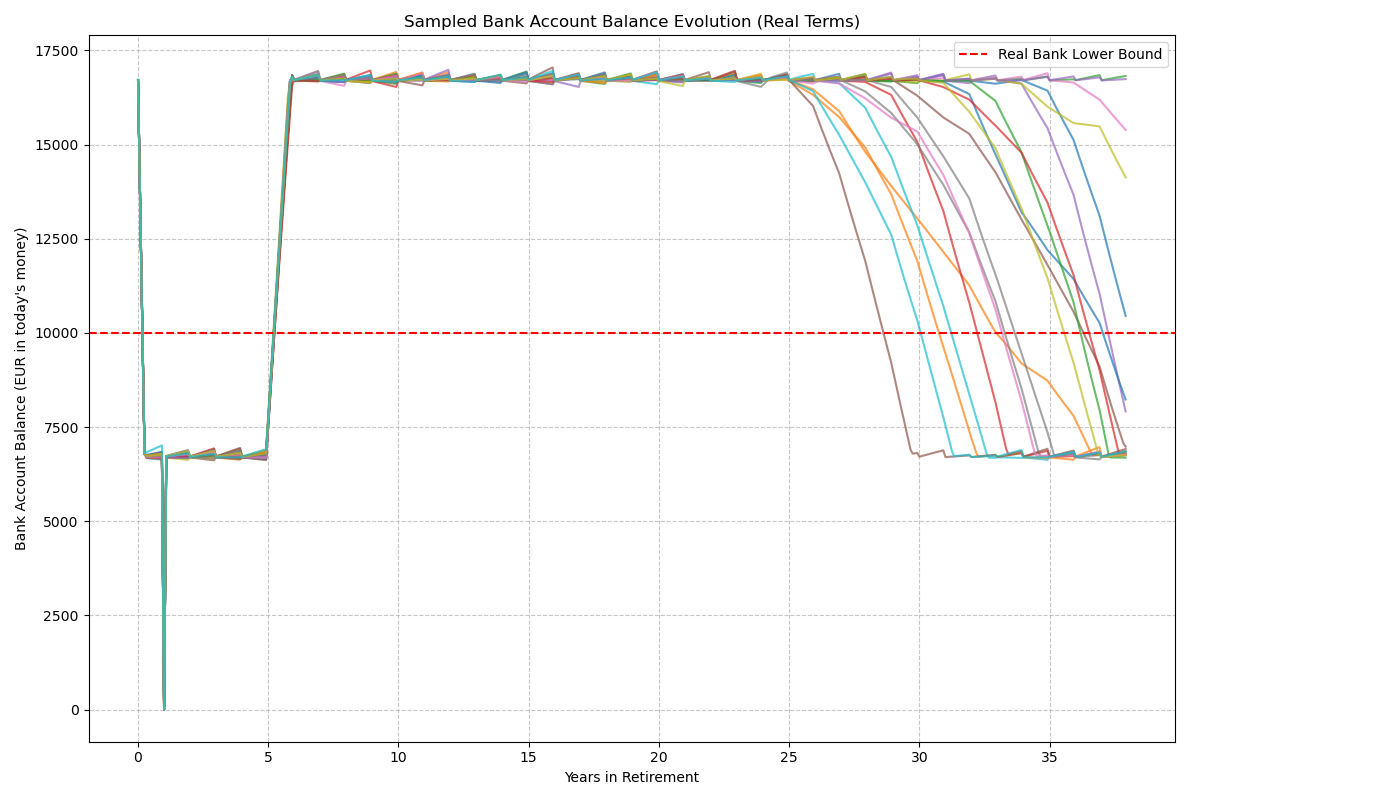 Sampled Bank Account Balance Evolution (Real Terms)
Real Bank Lower Bound
Bank Account Balance (EUR in today's money)
17500
15000
12500
10000
7500
5000
2500
0
0 5 10 15 20 25 30 35
Years in Retirement